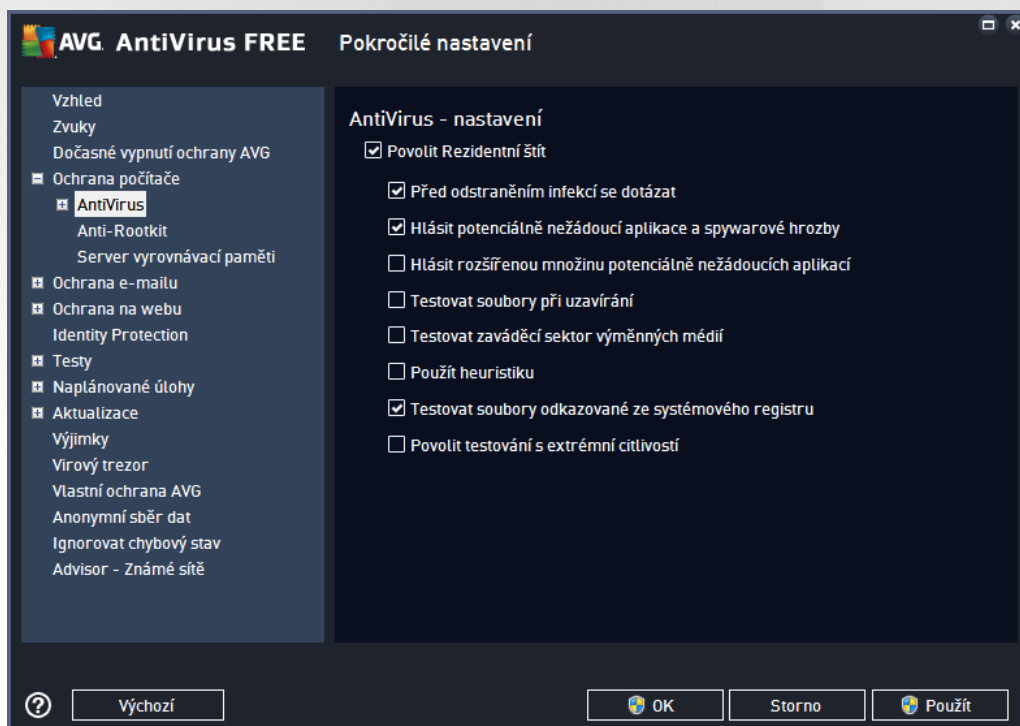 AVG. AntiVirus FREE
Pokročilé nastavení
Vzhled
Zvuky
Dočasné vypnutí ochrany AVG
Ochrana počítače
AntiVirus
Anti-Rootkit
Server vyrovnávací paměti
Ochrana e-mailu
Ochrana na webu
Identity Protection
Testy
Naplánované úlohy
Aktualizace
Výjimky
Virový trezor
Vlastní ochrana AVG
Anonymní sběr dat
Ignorovat chybový stav
Advisor - Známé sítě
AntiVirus - nastavení
Povolit Rezidentní štít
Před odstraněním infekcí se dotázat
Hlásit potenciálně nežádoucí aplikace a spywarové hrozby
Hlásit rozšířenou množinu potenciálně nežádoucích aplikací
Testovat soubory při uzavírání
Testovat zaváděcí sektor výměnných médií
Použít heuristiku
Testovat soubory odkazované ze systémového registru
Povolit testování s extrémní citlivostí
?
Výchozí
OK
Storno
Použít